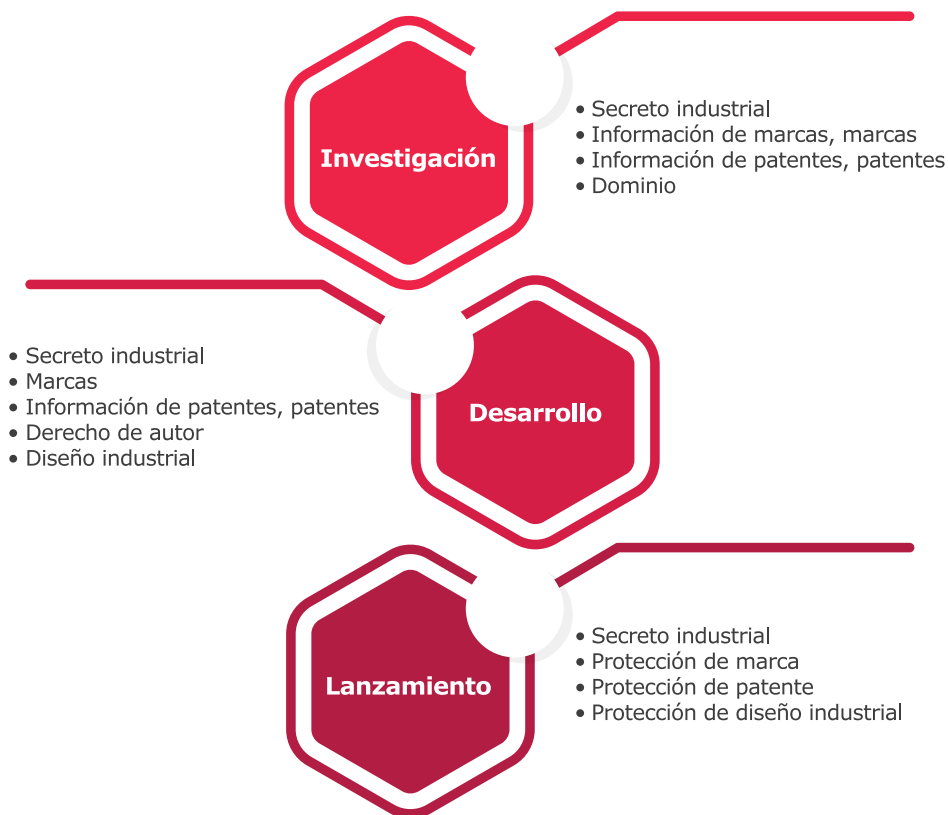 Investigación
• Secreto industrial
• Información de marcas, marcas
• Información de patentes, patentes
• Dominio
Desarrollo
• Secreto industrial
• Marcas
• Información de patentes, patentes
• Derecho de autor
• Diseño industrial
Lanzamiento
• Secreto industrial
• Protección de marca
• Protección de patente
• Protección de diseño industrial